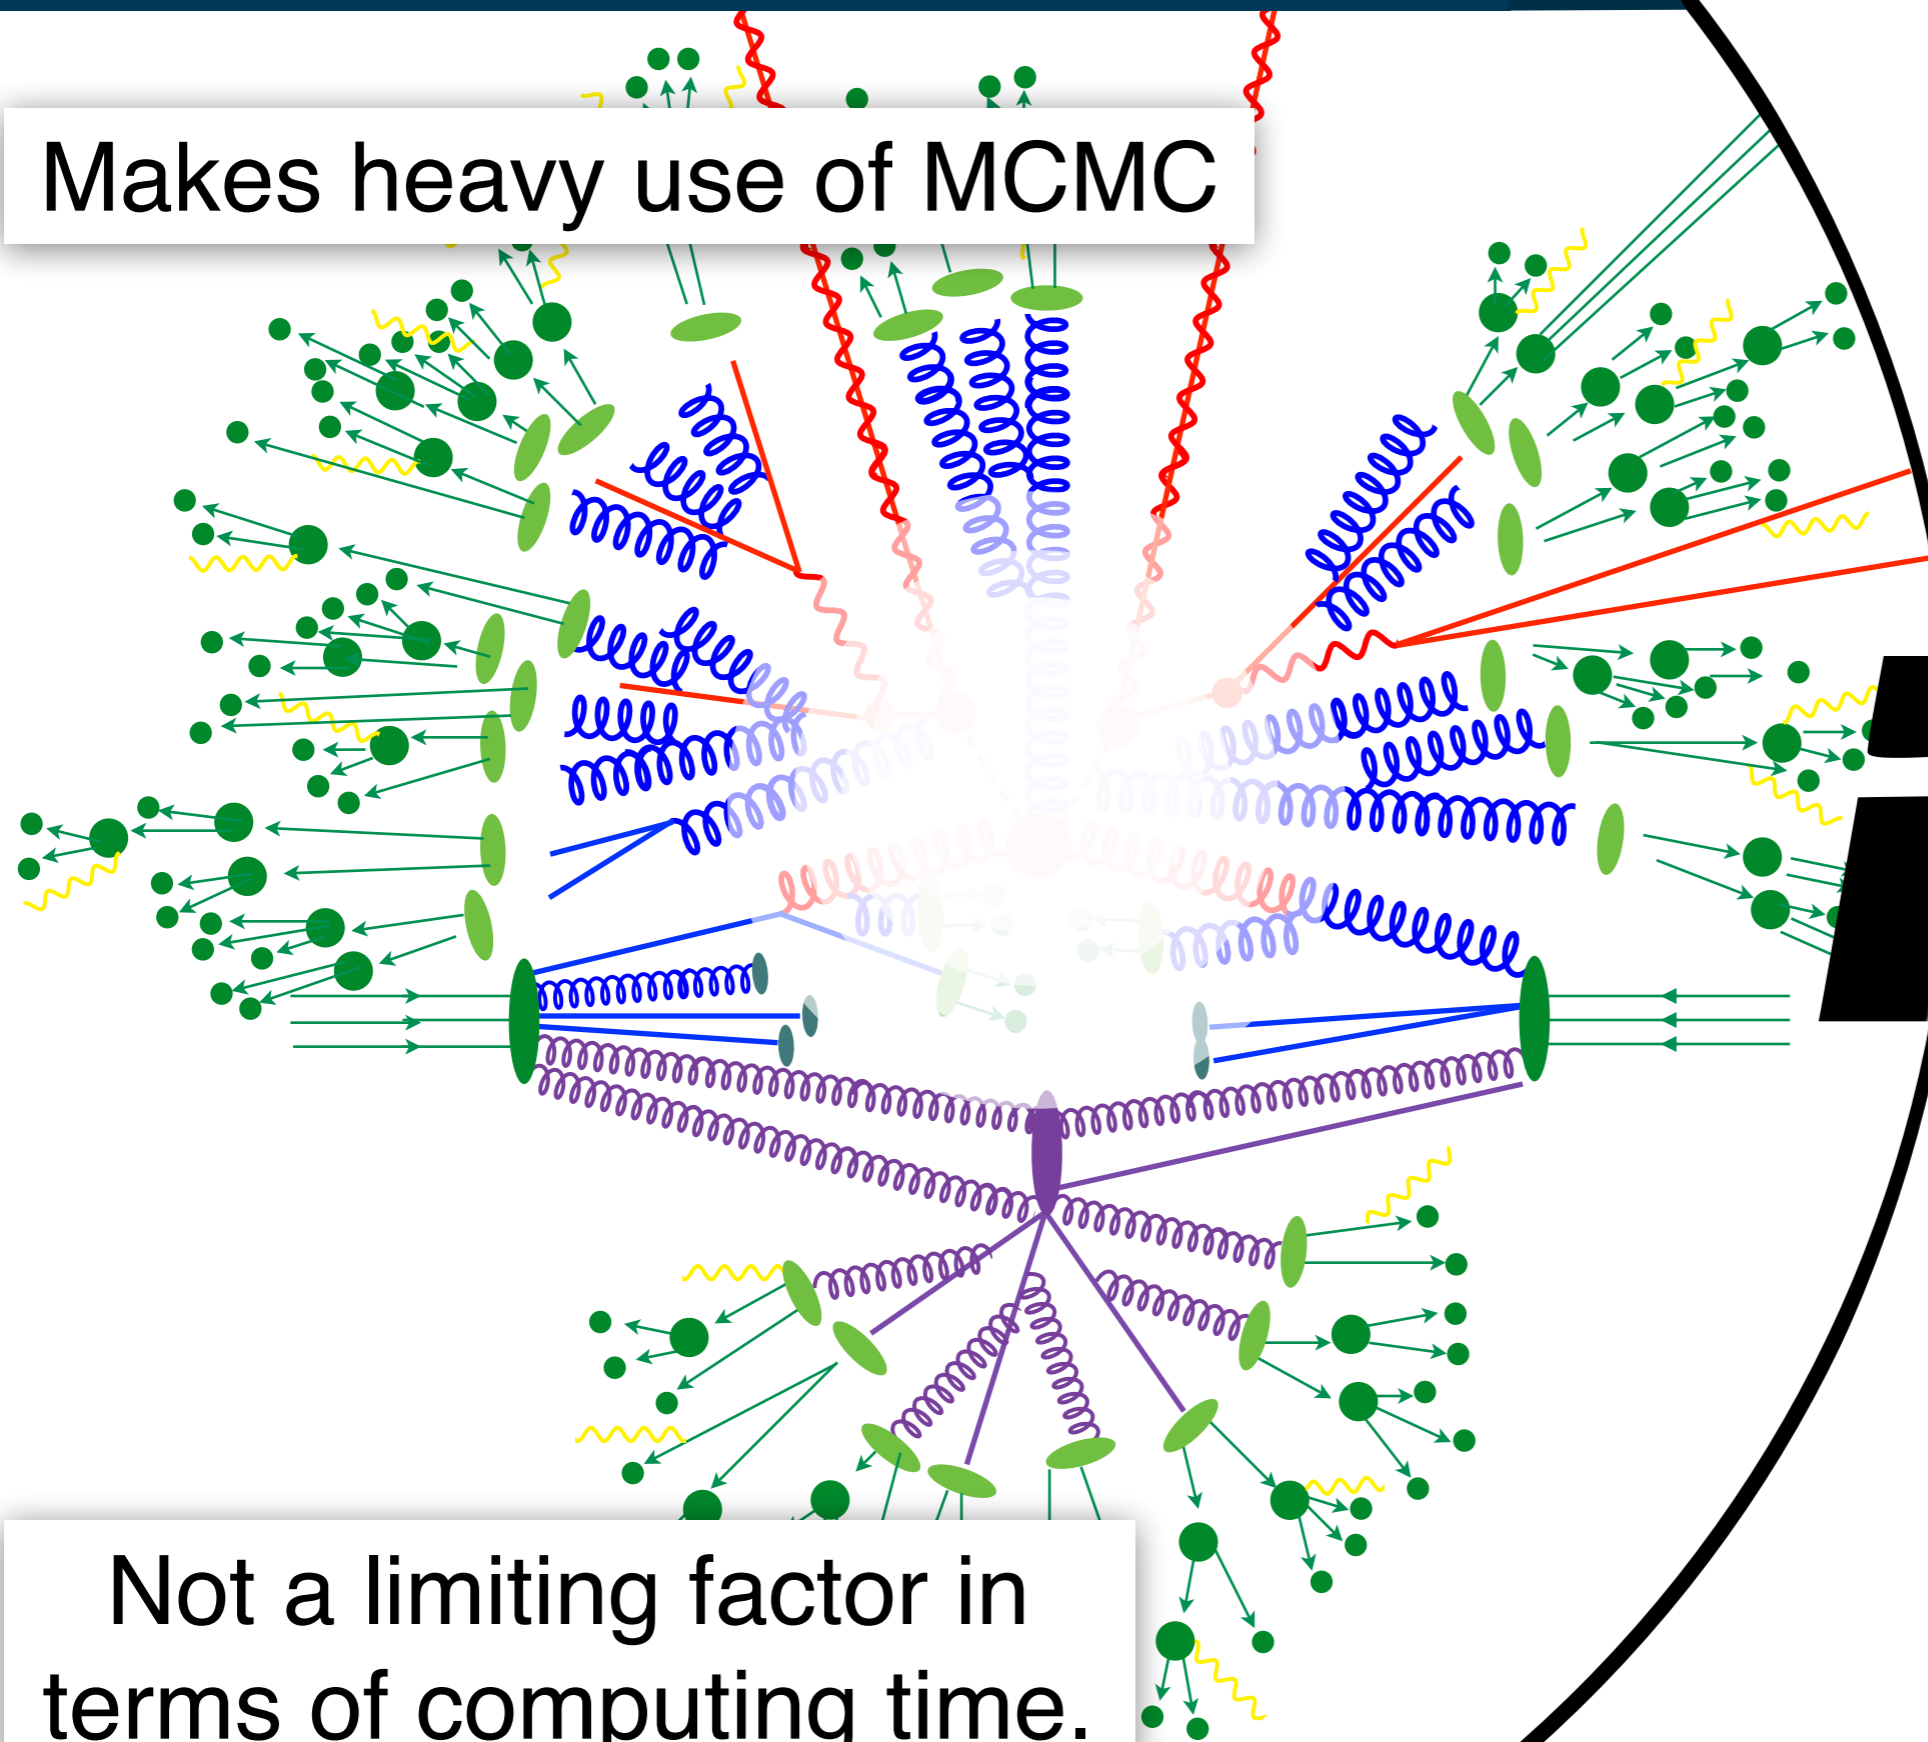 Makes heavy use of MCMC
Not a limiting factor in
terms of computing time.